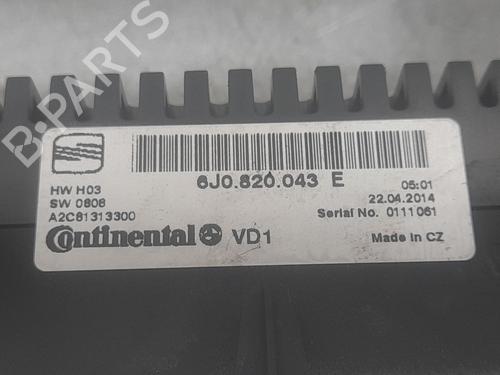 B-PARTS
6J0.820.043 E
HW H03
SW 0808
A2C81313300
05:01
22.04.2014
Serial No. 0111061
Continental VD1
Made in CZ